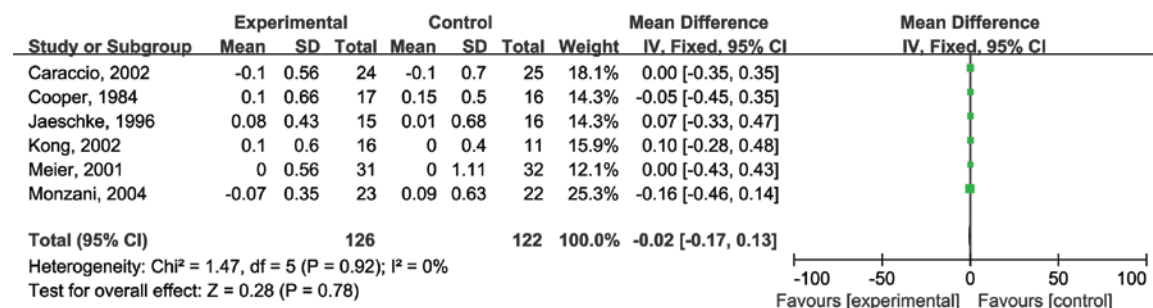 Experimental Control Mean Difference Mean Difference
Study or Subgroup Mean SD Total Mean SD Total Weight IV, Fixed, 95% CI IV, Fixed, 95% CI
Caraccio, 2002 -0.1 0.56 24 -0.1 0.7 25 18.1% 0.00 [-0.35, 0.35]
Cooper, 1984 0.1 0.66 17 0.15 0.5 16 14.3% -0.05 [-0.45, 0.35]
Jaeschke, 1996 0.08 0.43 15 0.01 0.68 16 14.3% 0.07 [-0.33, 0.47]
Kong, 2002 0.1 0.6 16 0 0.4 11 15.9% 0.10 [-0.28, 0.48]
Meier, 2001 0 0.56 31 0 1.11 32 12.1% 0.00 [-0.43, 0.43]
Monzani, 2004 -0.07 0.35 23 0.09 0.63 22 25.3% -0.16 [-0.46, 0.14]
Total (95% CI) 126 122 100.0% -0.02 [-0.17, 0.13]
Heterogeneity: Chi² = 1.47, df = 5 (P = 0.92); I² = 0%
Test for overall effect: Z = 0.28 (P = 0.78)
-100 -50 0 50 100
Favours [experimental] Favours [control]